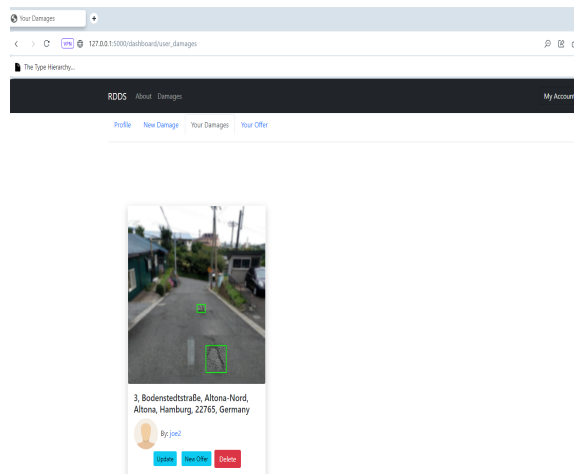 Your Damages
+
VPN 127.0.0.1:5000/dashboard/user_damages
The Type Hierarchy...
RDDS About Damages My Account
Profile New Damage Your Damages Your Offer
3, Bodenstedtstraße, Altona-Nord,
Altona, Hamburg, 22765, Germany
By: joe2
Update New Offer Delete